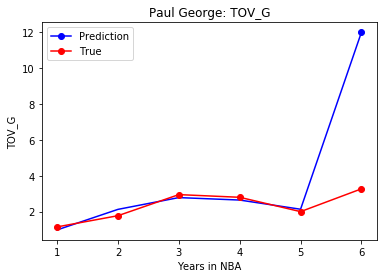 Paul George: TOV_G
Prediction
True
12
10
8
6
4
2
TOV_G
1 2 3 4 5 6
Years in NBA